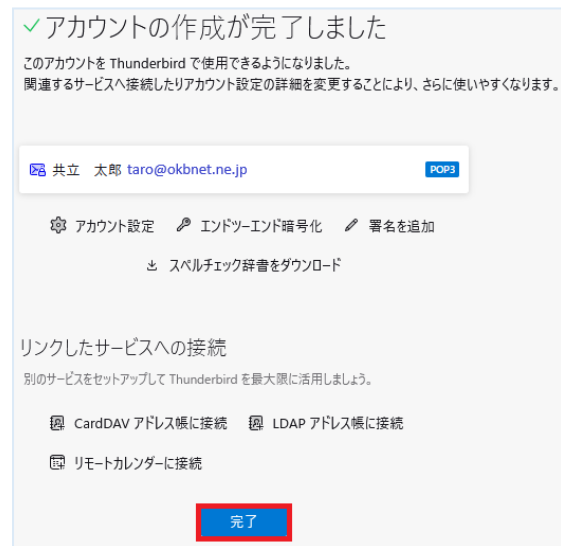 アカウントの作成が完了しました
このアカウントを Thunderbird で使用できるようになりました。
関連するサービスへ接続したりアカウント設定の詳細を変更することにより、さらに使いやすくなります。
共立　太郎 taro@okbnet.ne.jp POP3
アカウント設定 エンドツーエンド暗号化 署名を追加
スペルチェック辞書をダウンロード
リンクしたサービスへの接続
別のサービスをセットアップして Thunderbird を最大限に活用しましょう。
CardDAV アドレス帳に接続 LDAP アドレス帳に接続
リモートカレンダーに接続
完了